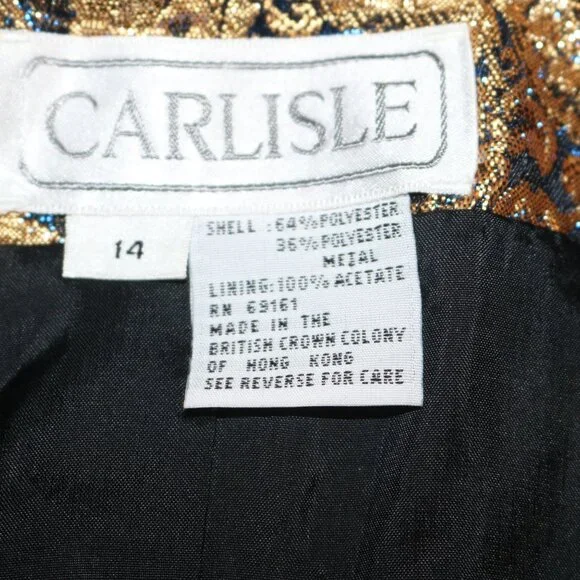 CARLISLE
14
SHELL :64%POLYESTER
36%POLYESTER
METAL
LINING:100% ACETATE
RN 69161
MADE IN THE
BRITISH CROWN COLONY
OF HONG KONG
SEE REVERSE FOR CARE